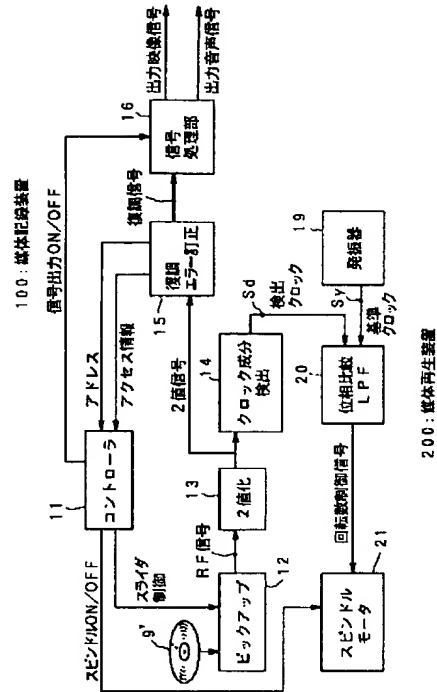 100:媒体記録装置
信号出力ON/OFF
出力映像信号
出力音声信号
16
信号
処理部
復調信号
アドレス
アクセス情報
15
復調
エラー訂正
11
コントローラ
スピンドルON/OFF
スライダ
制御
2値信号
14
クロック成分
検出
Sd
検出
クロック
19
発振器
Sy
基準
クロック
13
2値化
RF信号
20
位相比較
LPF
9'
ピックアップ
12
回転数制御信号
21
スピンドル
モータ
200:媒体再生装置